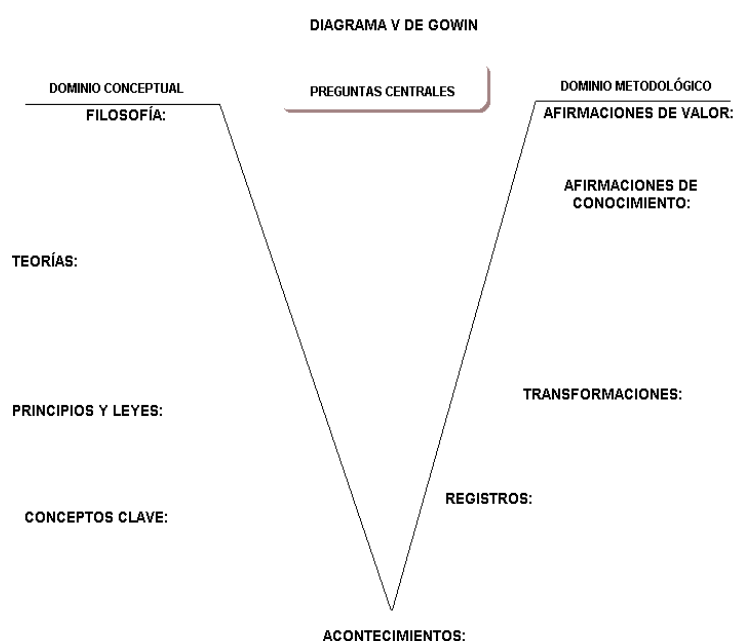 DIAGRAMA V DE GOWIN
DOMINIO CONCEPTUAL
PREGUNTAS CENTRALES
DOMINIO METODOLÓGICO
FILOSOFÍA:
AFIRMACIONES DE VALOR:
AFIRMACIONES DE
CONOCIMIENTO:
TEORÍAS:
TRANSFORMACIONES:
PRINCIPIOS Y LEYES:
REGISTROS:
CONCEPTOS CLAVE:
ACONTECIMIENTOS: